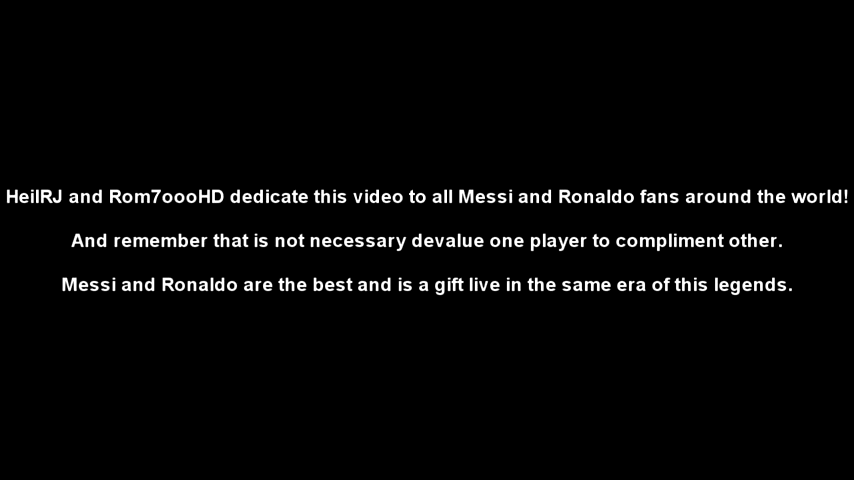 HeilRJ and Rom7oooHD dedicate this video to all Messi and Ronaldo fans around the world!
And remember that is not necessary devalue one player to compliment other.
Messi and Ronaldo are the best and is a gift live in the same era of this legends.